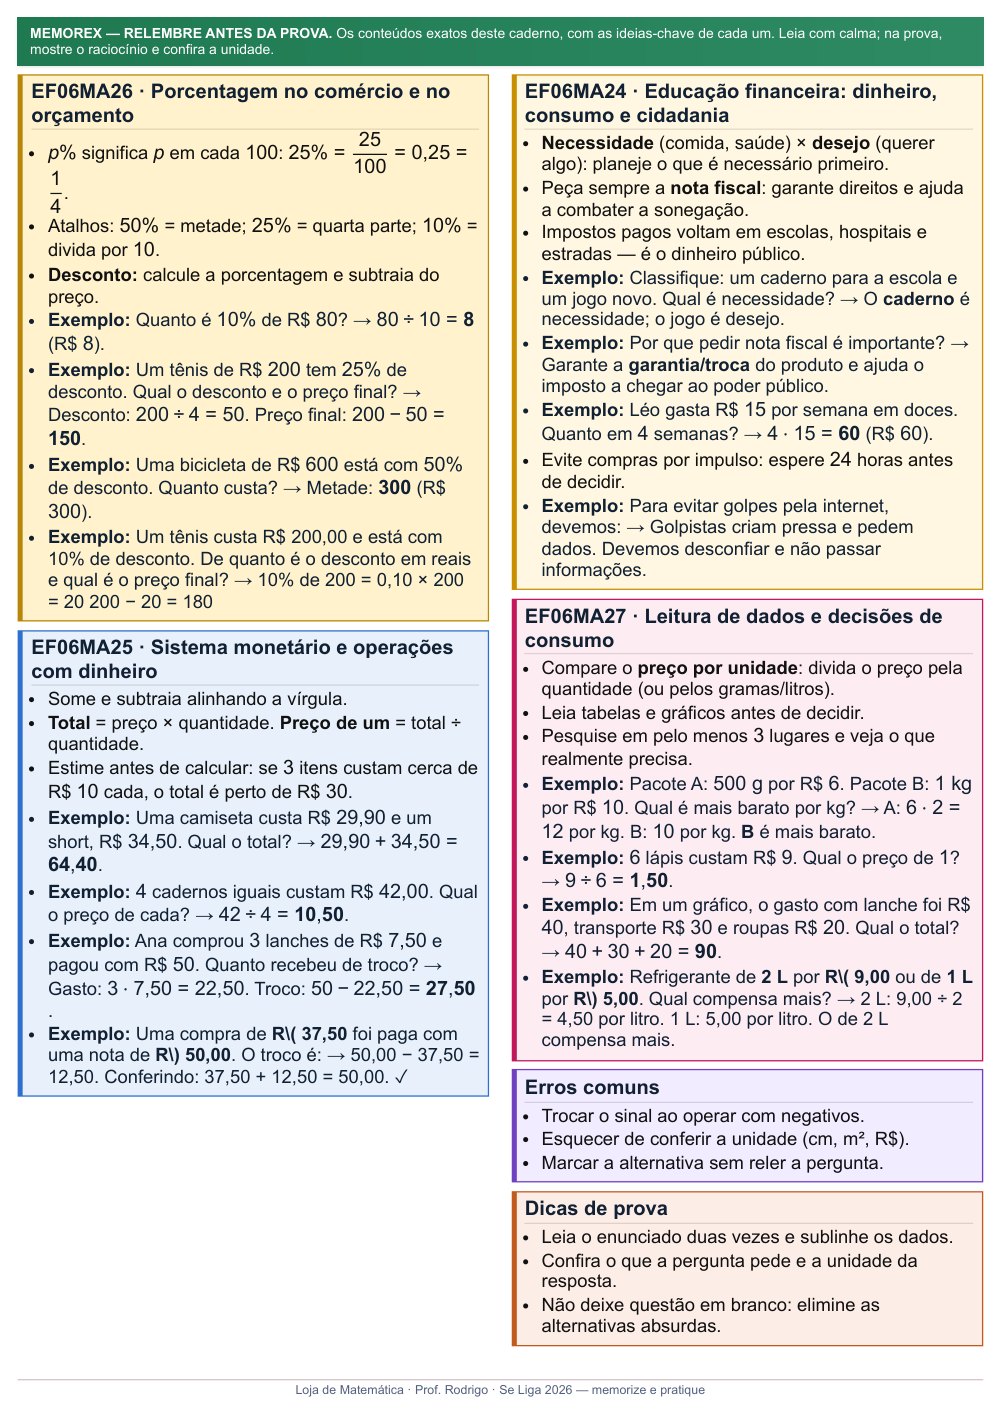 MEMOREX — RELEMBRE ANTES DA PROVA. Os conteúdos exatos deste caderno, com as ideias-chave de cada um. Leia com calma; na prova,
mostre o raciocínio e confira a unidade.
EF06MA26 · Porcentagem no comércio e no
orçamento
• p% significa p em cada 100: 25% = 25/100 = 0,25 =
1/4.
• Atalhos: 50% = metade; 25% = quarta parte; 10% =
divida por 10.
• Desconto: calcule a porcentagem e subtraia do
preço.
• Exemplo: Quanto é 10% de R$ 80? → 80 ÷ 10 = 8
(R$ 8).
• Exemplo: Um tênis de R$ 200 tem 25% de
desconto. Qual o desconto e o preço final? →
Desconto: 200 ÷ 4 = 50. Preço final: 200 − 50 =
150.
• Exemplo: Uma bicicleta de R$ 600 está com 50%
de desconto. Quanto custa? → Metade: 300 (R$
300).
• Exemplo: Um tênis custa R$ 200,00 e está com
10% de desconto. De quanto é o desconto em reais
e qual é o preço final? → 10% de 200 = 0,10 × 200
= 20 200 − 20 = 180
EF06MA25 · Sistema monetário e operações
com dinheiro
• Some e subtraia alinhando a vírgula.
• Total = preço × quantidade. Preço de um = total ÷
quantidade.
• Estime antes de calcular: se 3 itens custam cerca de
R$ 10 cada, o total é perto de R$ 30.
• Exemplo: Uma camiseta custa R$ 29,90 e um
short, R$ 34,50. Qual o total? → 29,90 + 34,50 =
64,40.
• Exemplo: 4 cadernos iguais custam R$ 42,00. Qual
o preço de cada? → 42 ÷ 4 = 10,50.
• Exemplo: Ana comprou 3 lanches de R$ 7,50 e
pagou com R$ 50. Quanto recebeu de troco? →
Gasto: 3 · 7,50 = 22,50. Troco: 50 − 22,50 = 27,50
.
• Exemplo: Uma compra de R\( 37,50 foi paga com
uma nota de R\) 50,00. O troco é: → 50,00 − 37,50 =
12,50. Conferindo: 37,50 + 12,50 = 50,00. ✓
EF06MA24 · Educação financeira: dinheiro,
consumo e cidadania
• Necessidade (comida, saúde) × desejo (querer
algo): planeje o que é necessário primeiro.
• Peça sempre a nota fiscal: garante direitos e ajuda
a combater a sonegação.
• Impostos pagos voltam em escolas, hospitais e
estradas — é o dinheiro público.
• Exemplo: Classifique: um caderno para a escola e
um jogo novo. Qual é necessidade? → O caderno é
necessidade; o jogo é desejo.
• Exemplo: Por que pedir nota fiscal é importante? →
Garante a garantia/troca do produto e ajuda o
imposto a chegar ao poder público.
• Exemplo: Léo gasta R$ 15 por semana em doces.
Quanto em 4 semanas? → 4 · 15 = 60 (R$ 60).
• Evite compras por impulso: espere 24 horas antes
de decidir.
• Exemplo: Para evitar golpes pela internet,
devemos: → Golpistas criam pressa e pedem
dados. Devemos desconfiar e não passar
informações.
EF06MA27 · Leitura de dados e decisões de
consumo
• Compare o preço por unidade: divida o preço pela
quantidade (ou pelos gramas/litros).
• Leia tabelas e gráficos antes de decidir.
• Pesquise em pelo menos 3 lugares e veja o que
realmente precisa.
• Exemplo: Pacote A: 500 g por R$ 6. Pacote B: 1 kg
por R$ 10. Qual é mais barato por kg? → A: 6 · 2 =
12 por kg. B: 10 por kg. B é mais barato.
• Exemplo: 6 lápis custam R$ 9. Qual o preço de 1?
→ 9 ÷ 6 = 1,50.
• Exemplo: Em um gráfico, o gasto com lanche foi R$
40, transporte R$ 30 e roupas R$ 20. Qual o total?
→ 40 + 30 + 20 = 90.
• Exemplo: Refrigerante de 2 L por R\( 9,00 ou de 1 L
por R\) 5,00. Qual compensa mais? → 2 L: 9,00 ÷ 2
= 4,50 por litro. 1 L: 5,00 por litro. O de 2 L
compensa mais.
Erros comuns
• Trocar o sinal ao operar com negativos.
• Esquecer de conferir a unidade (cm, m², R$).
• Marcar a alternativa sem reler a pergunta.
Dicas de prova
• Leia o enunciado duas vezes e sublinhe os dados.
• Confira o que a pergunta pede e a unidade da
resposta.
• Não deixe questão em branco: elimine as
alternativas absurdas.
Loja de Matemática · Prof. Rodrigo · Se Liga 2026 — memorize e pratique